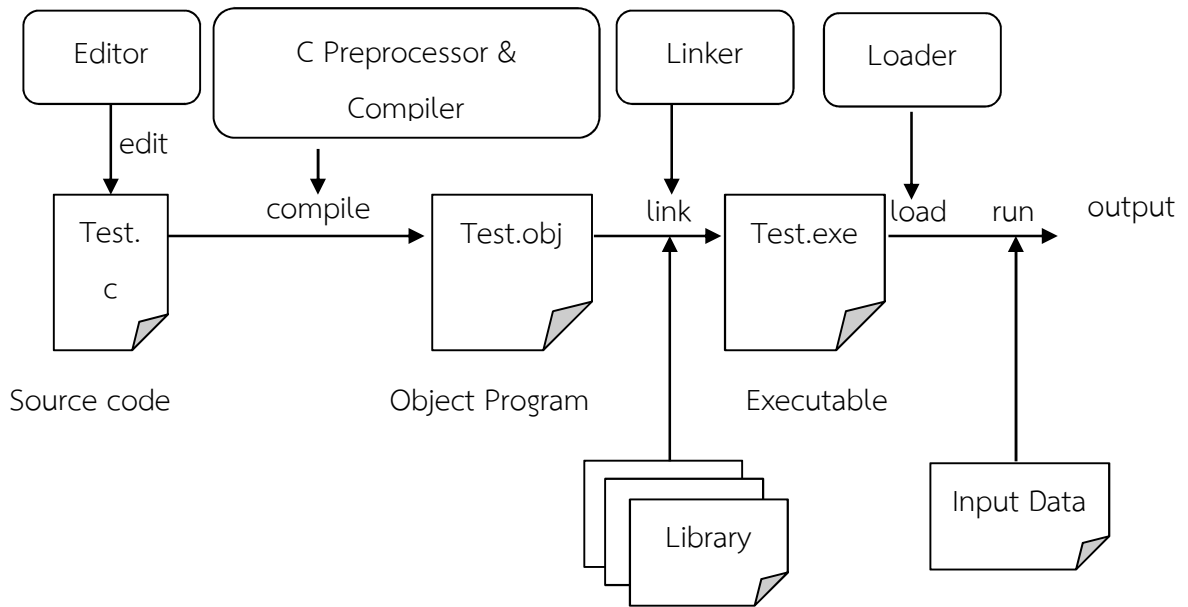 Editor
C Preprocessor &
Compiler
Linker
Loader
edit
compile
link
load
run
output
Test.
c
Test.obj
Test.exe
Source code
Object Program
Executable
Library
Input Data